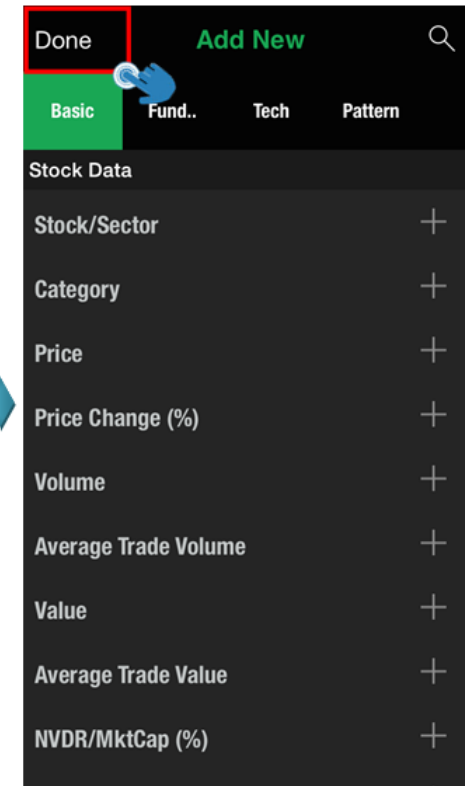 Done Add New
Basic Fund.. Tech Pattern
Stock Data
Stock/Sector
Category
Price
Price Change (%)
Volume
Average Trade Volume
Value
Average Trade Value
NVDR/MktCap (%)